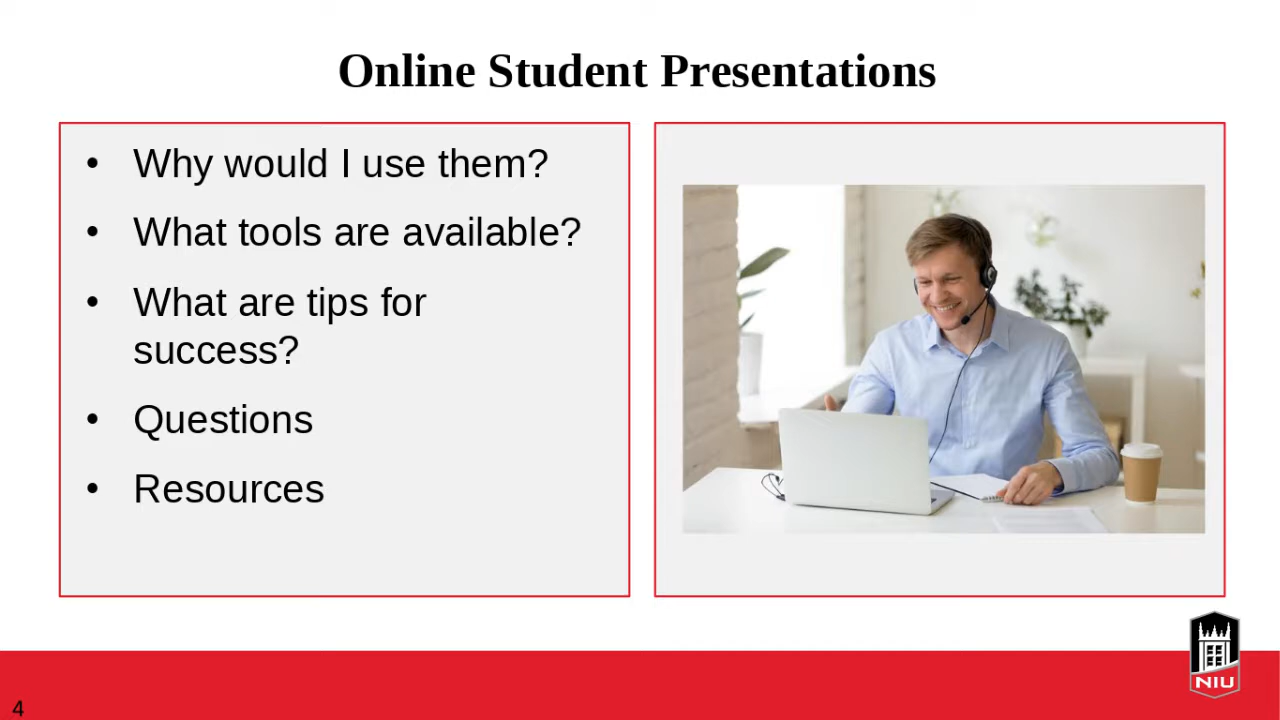 Online Student Presentations
• Why would I use them?
• What tools are available?
• What are tips for
success?
• Questions
• Resources
NIU
4